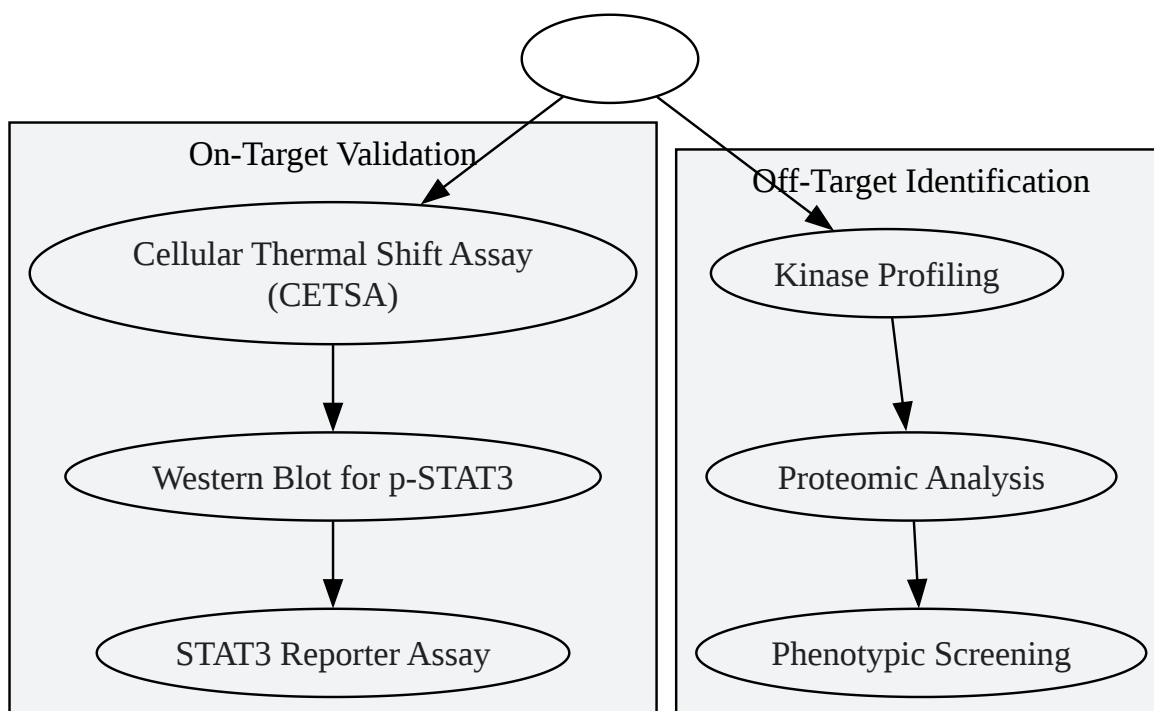 On-Target Validation
Cellular Thermal Shift Assay
(CETSA)
Western Blot for p-STAT3
STAT3 Reporter Assay
Off-Target Identification
Kinase Profiling
Proteomic Analysis
Phenotypic Screening